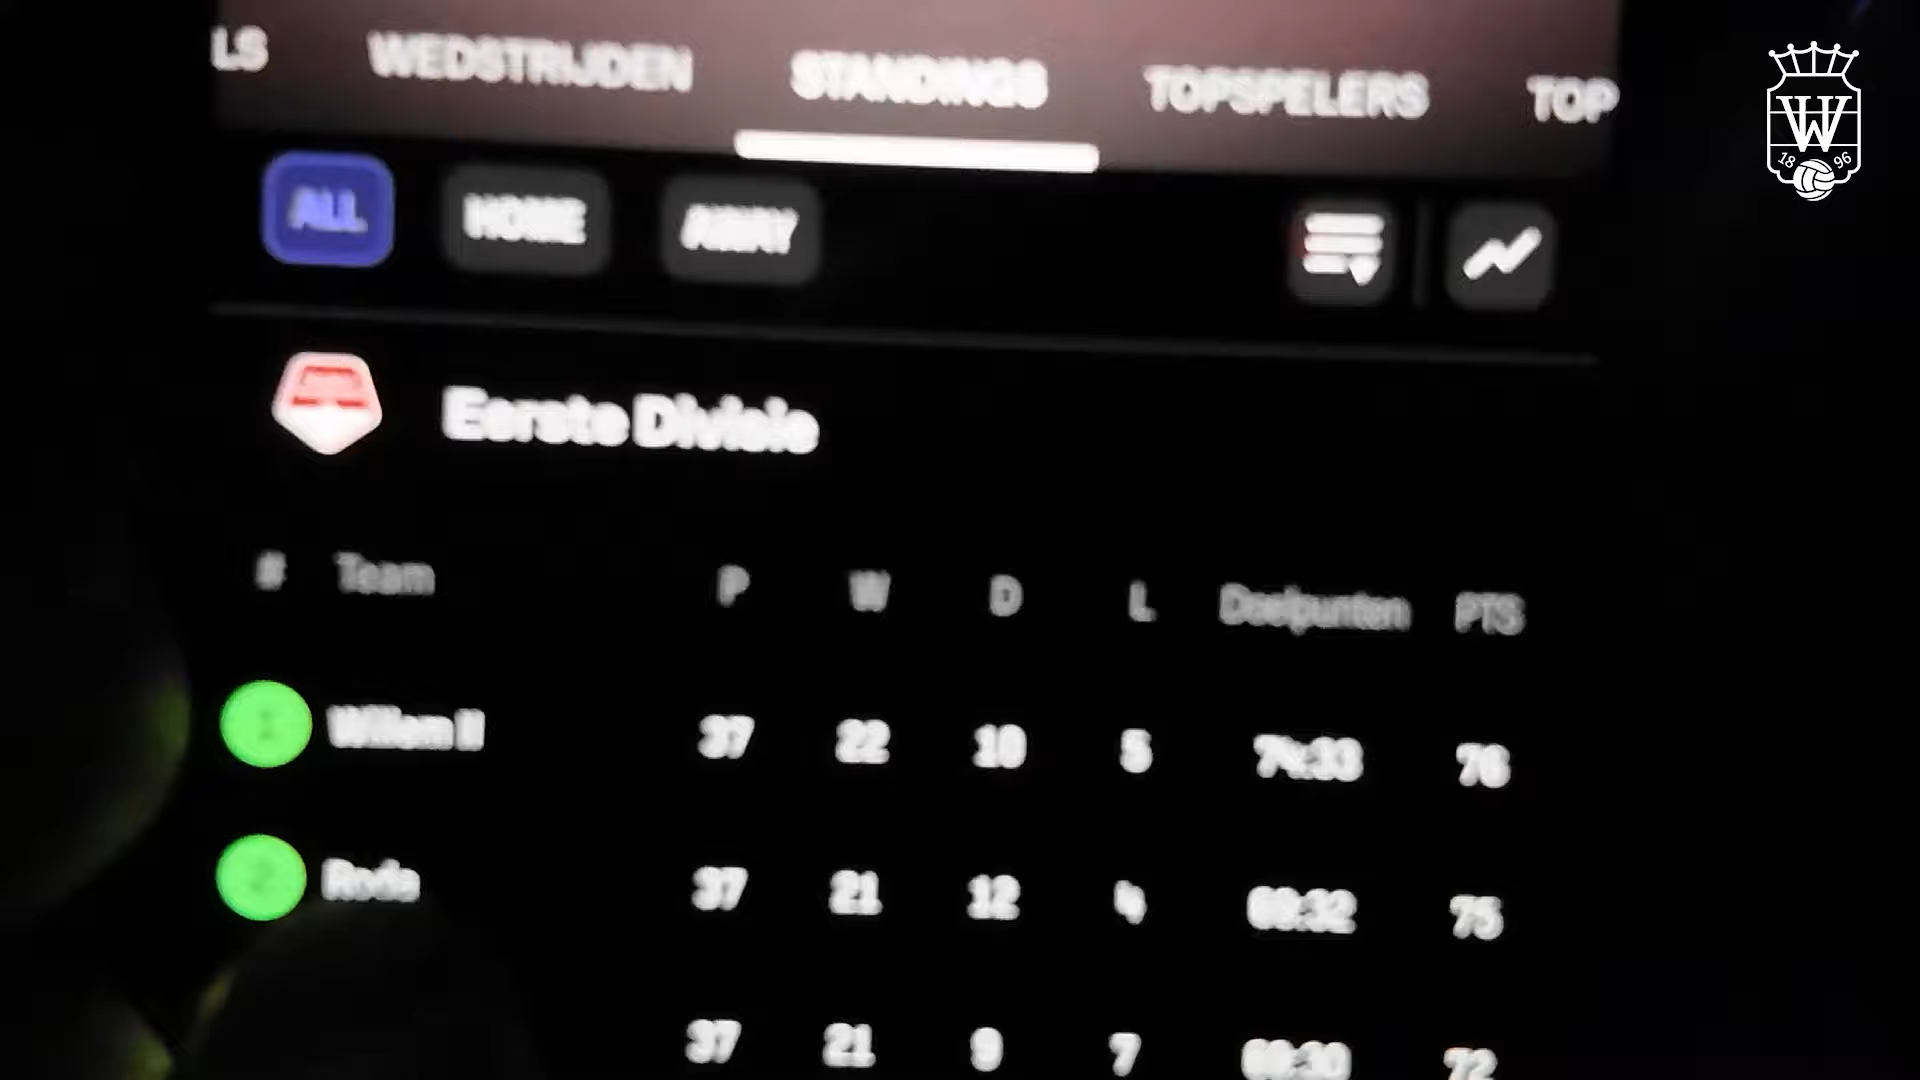 LS WEDSTRIJDEN STANDINGS TOPSPELERS TOP
ALL HOME AWAY
Eerste Divisie
# Team P W D L Doelpunten PTS
1 Willem II 37 22 10 5 74:33 76
2 Roda 37 21 12 4 69:32 75
37 21 9 7 72
W
18 96